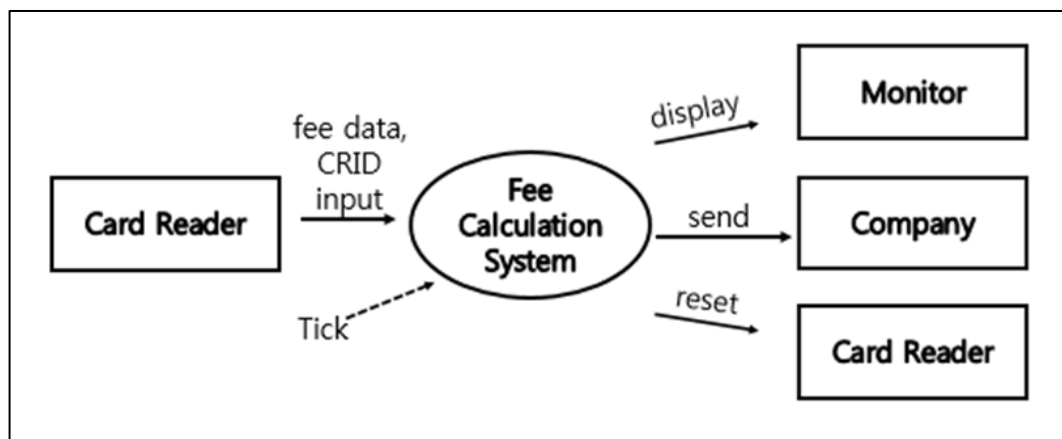 Card Reader
fee data,
CRID
input
Tick
Fee
Calculation
System
display
Monitor
send
Company
reset
Card Reader